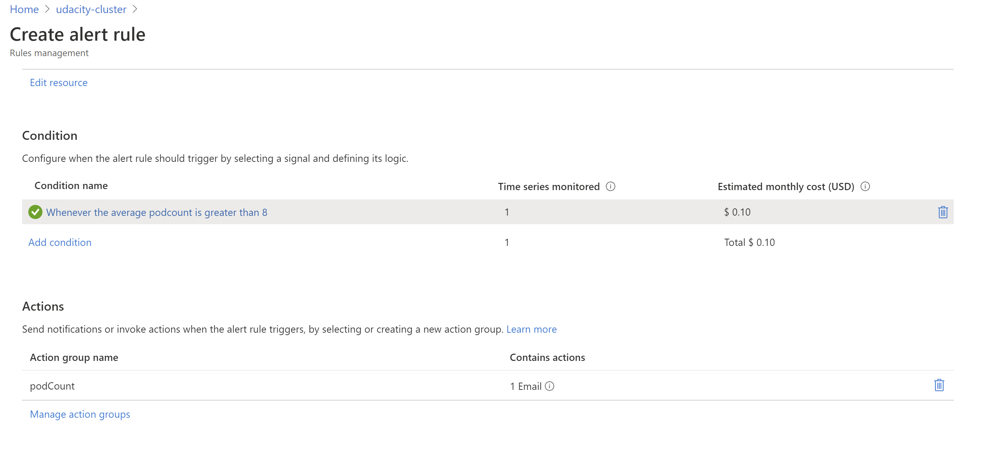 Home > udacity-cluster >
Create alert rule
Rules management
Edit resource
Condition
Configure when the alert rule should trigger by selecting a signal and defining its logic.
Condition name Time series monitored Estimated monthly cost (USD)
Whenever the average podcount is greater than 8 1 $ 0.10
Add condition 1 Total $ 0.10
Actions
Send notifications or invoke actions when the alert rule triggers, by selecting or creating a new action group. Learn more
Action group name Contains actions
podCount 1 Email
Manage action groups